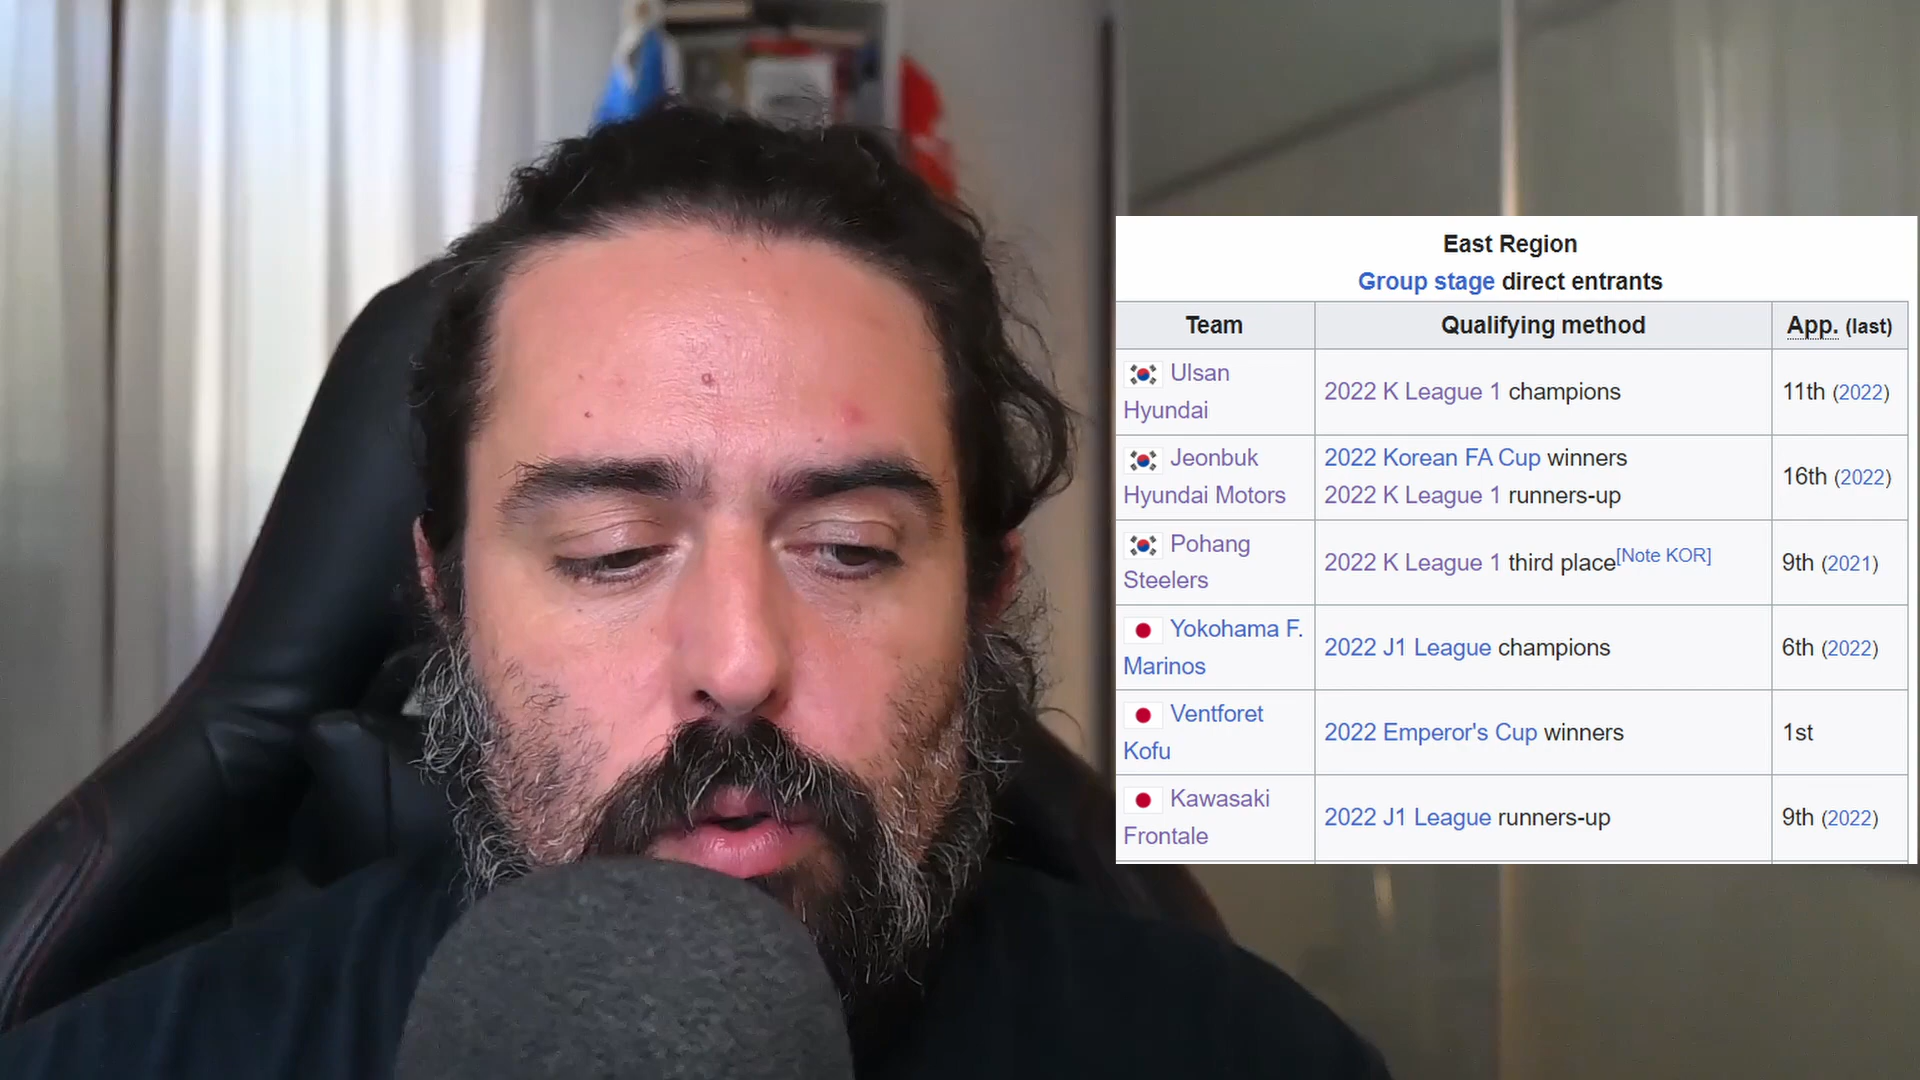 East Region
Group stage direct entrants
Team Qualifying method App. (last)
Ulsan
Hyundai
2022 K League 1 champions
11th (2022)
Jeonbuk
Hyundai Motors
2022 Korean FA Cup winners
2022 K League 1 runners-up
16th (2022)
Pohang
Steelers
2022 K League 1 third place[Note KOR]
9th (2021)
Yokohama F.
Marinos
2022 J1 League champions
6th (2022)
Ventforet
Kofu
2022 Emperor's Cup winners
1st
Kawasaki
Frontale
2022 J1 League runners-up
9th (2022)